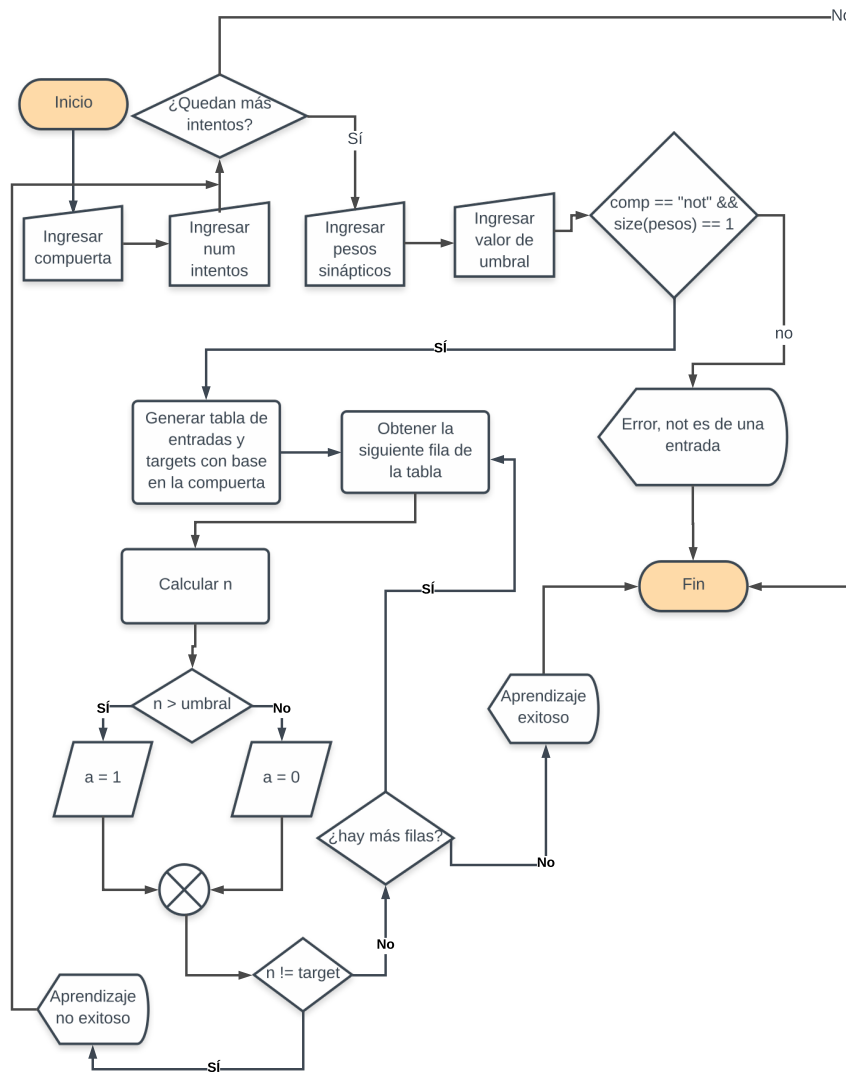 No
Inicio
¿Quedan más
intentos?
Sí
Ingresar
compuerta
Ingresar
num
intentos
Ingresar
pesos
sinápticos
Ingresar
valor de
umbral
comp == "not" &&
size(pesos) == 1
no
SÍ
Generar tabla de
entradas y
targets con base
en la compuerta
Obtener la
siguiente fila de
la tabla
Error, not es de una
entrada
Calcular n
SÍ
Fin
n > umbral
SÍ
No
Aprendizaje
exitoso
a = 1
a = 0
¿hay más filas?
No
No
n != target
Aprendizaje
no exitoso
SÍ